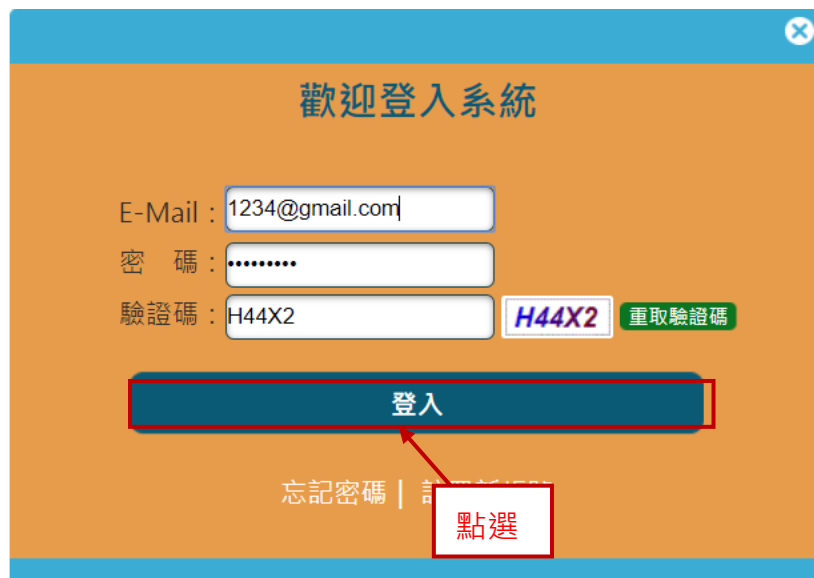 歡迎登入系統
E-Mail：1234@gmail.com
密　碼：•••••••••
驗證碼：H44X2 H44X2 重取驗證碼
登入
忘記密碼 |
點選